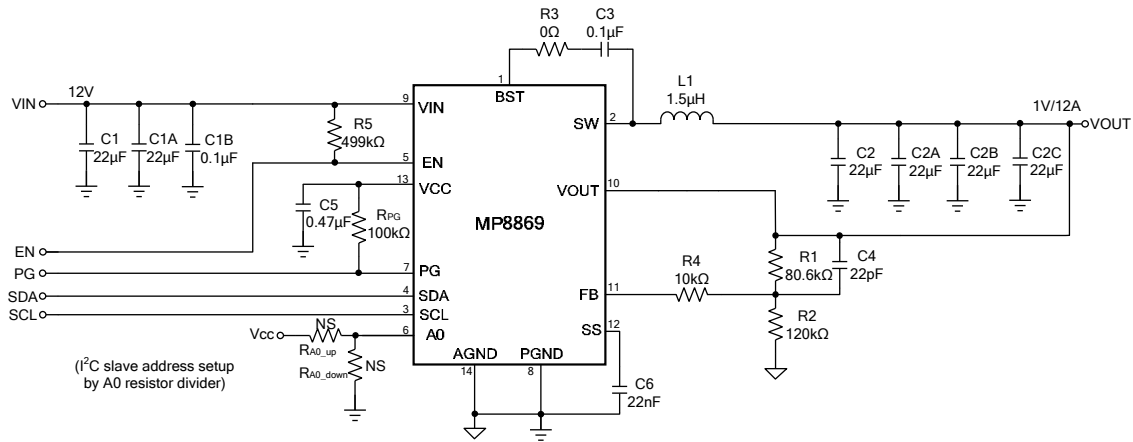 R3
0Ω
C3
0.1µF
1
BST
VIN
12V
9
VIN
C1
22µF
C1A
22µF
C1B
0.1µF
R5
499kΩ
5
EN
13
VCC
C5
0.47µF
RPG
100kΩ
EN
PG
7
PG
SDA
4
SDA
SCL
3
SCL
Vcc
NS
6
A0
RA0_up
RA0_down
NS
(I²C slave address setup
by A0 resistor divider)
MP8869
AGND
14
PGND
8
SW
2
L1
1.5µH
1V/12A
VOUT
C2
22µF
C2A
22µF
C2B
22µF
C2C
22µF
VOUT
10
R1
80.6kΩ
C4
22pF
R4
10kΩ
FB
11
R2
120kΩ
SS
12
C6
22nF